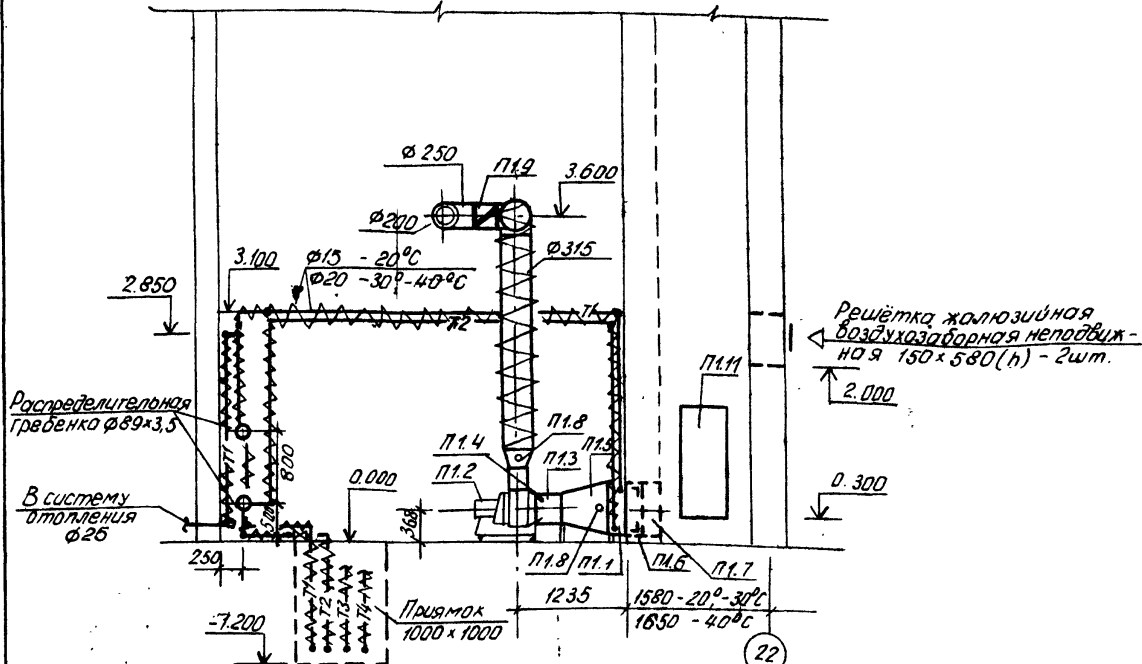 Ф250
П1.9
3.600
Ф200
Ф315
3.100
Ф15 - 20°С
Ф20 -30°-40°С
2.850
Т2
Т1
Решётка жалюзийная
воздухозаборная неподвиж-
ная 150×580(h) - 2шт.
2.000
П1.11
Распределительная
гребенка Ф89×3,5
Т1
800
П1.8
П1.4
П1.3
П1.5
П1.2
0.000
0.300
В систему
отопления
Ф25
368
250
П1.8
П1.1
П1.6
П1.7
Т1
Т2
Т3
Т4
Приямок
1000×1000
1235
1580-20°,-30°С
1650 -40°С
22